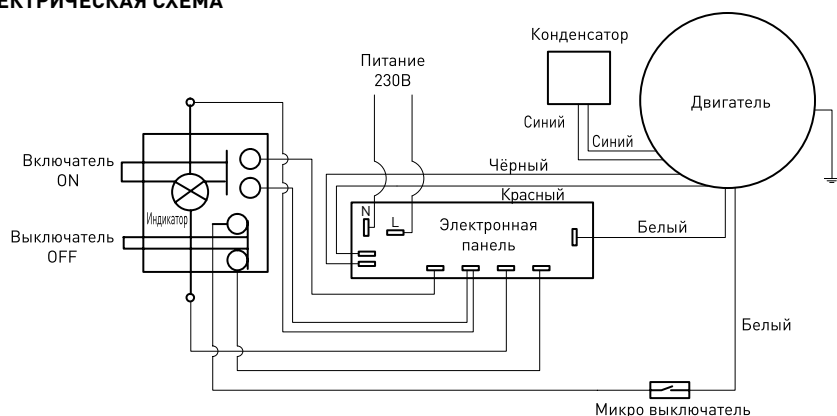 ЕКТРИЧЕСКАЯ СХЕМА
Конденсатор
Питание
230В
Двигатель
Синий
Синий
Включатель
ON
Чёрный
Красный
Индикатор
N
L
Электронная
панель
Белый
Выключатель
OFF
Белый
Микро выключатель